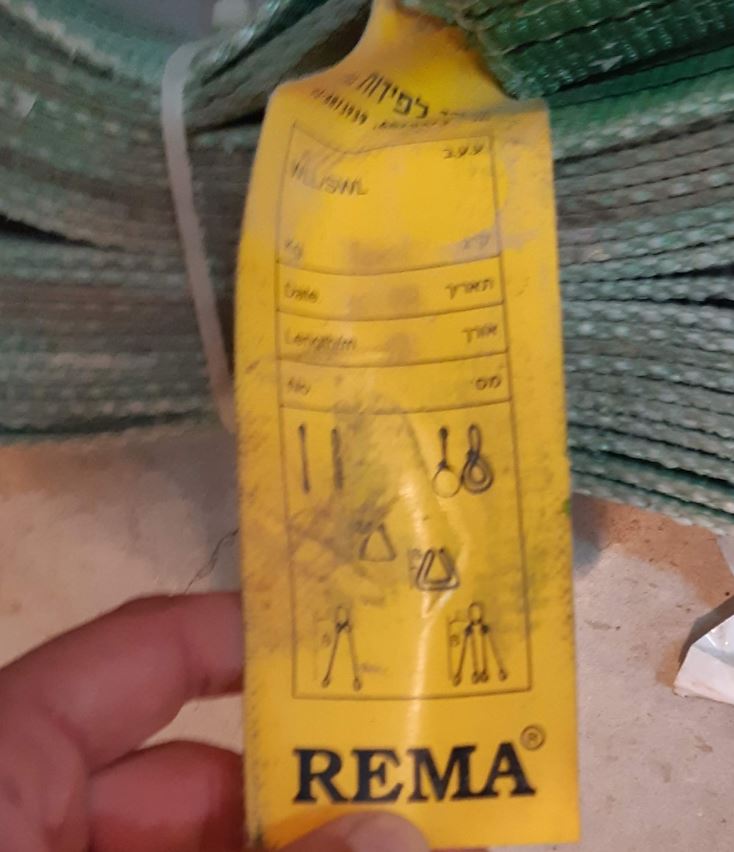 לפידות
WLL/SWL ע.ע.ב
Kg ק"ג
Date תאריך
Length/m אורך
No מס'
REMA®